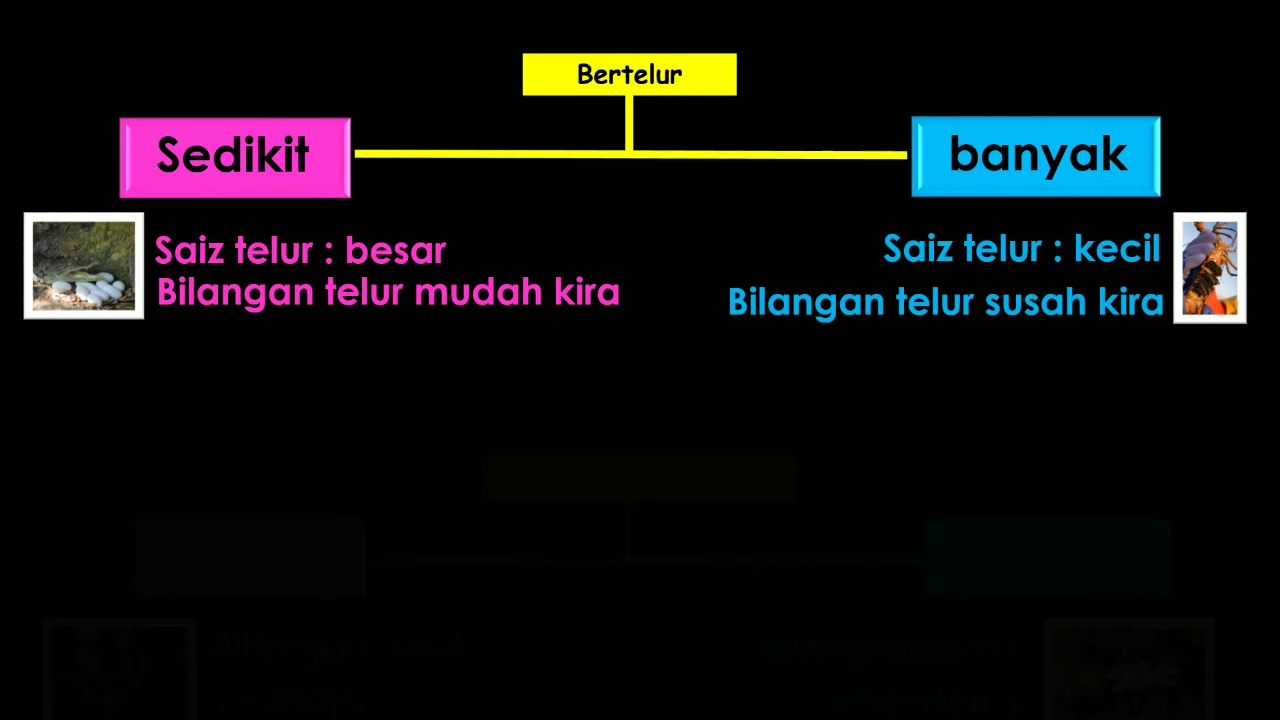 Bertelur
Sedikit
banyak
Saiz telur : besar
Bilangan telur mudah kira
Saiz telur : kecil
Bilangan telur susah kira